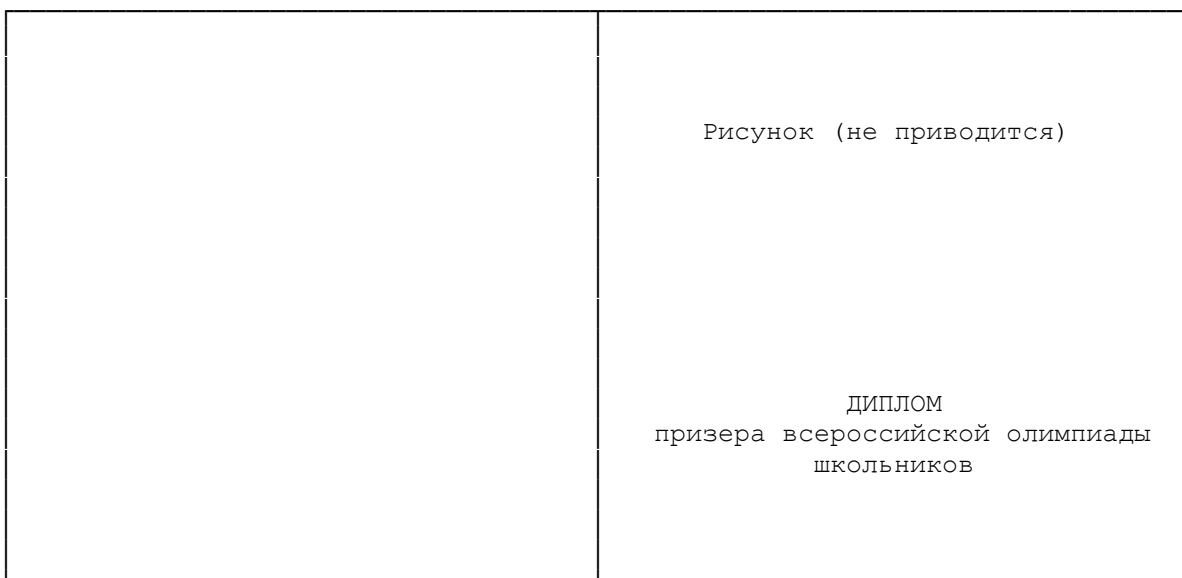 Рисунок (не приводится)
ДИПЛОМ
призера всероссийской олимпиады
школьников